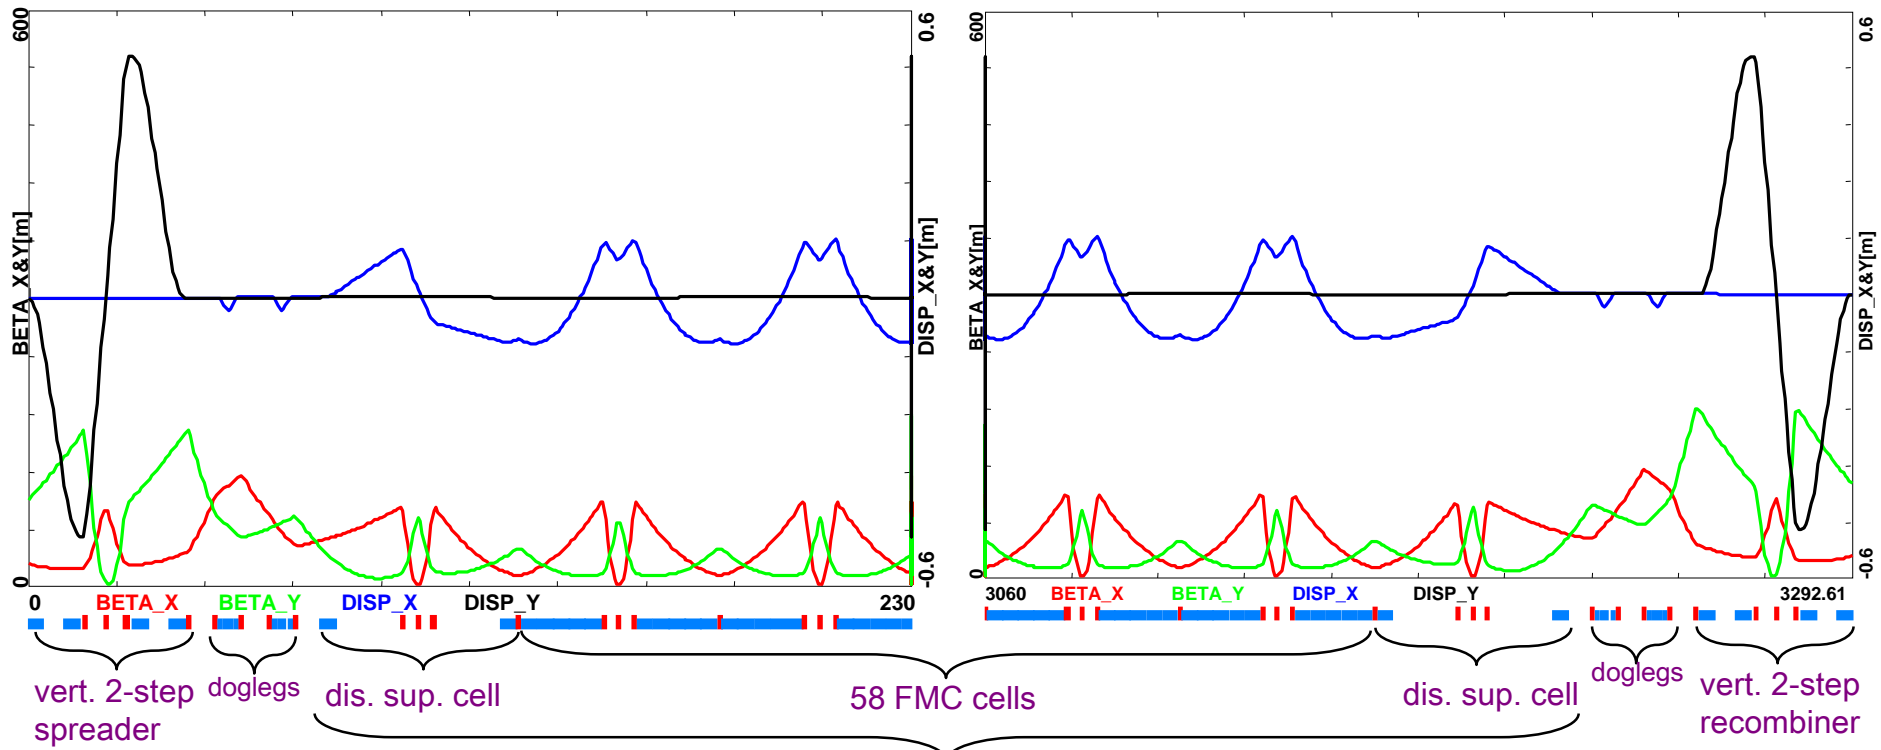 600
0.6
BETA_X&Y[m]
DISP_X&Y[m]
0
-0.6
0 BETA_X BETA_Y DISP_X DISP_Y 230
600
0.6
BETA_X&Y[m]
DISP_X&Y[m]
0
-0.6
3060 BETA_X BETA_Y DISP_X DISP_Y 3292.61
vert. 2-step
spreader
doglegs
dis. sup. cell
58 FMC cells
dis. sup. cell
doglegs
vert. 2-step
recombiner